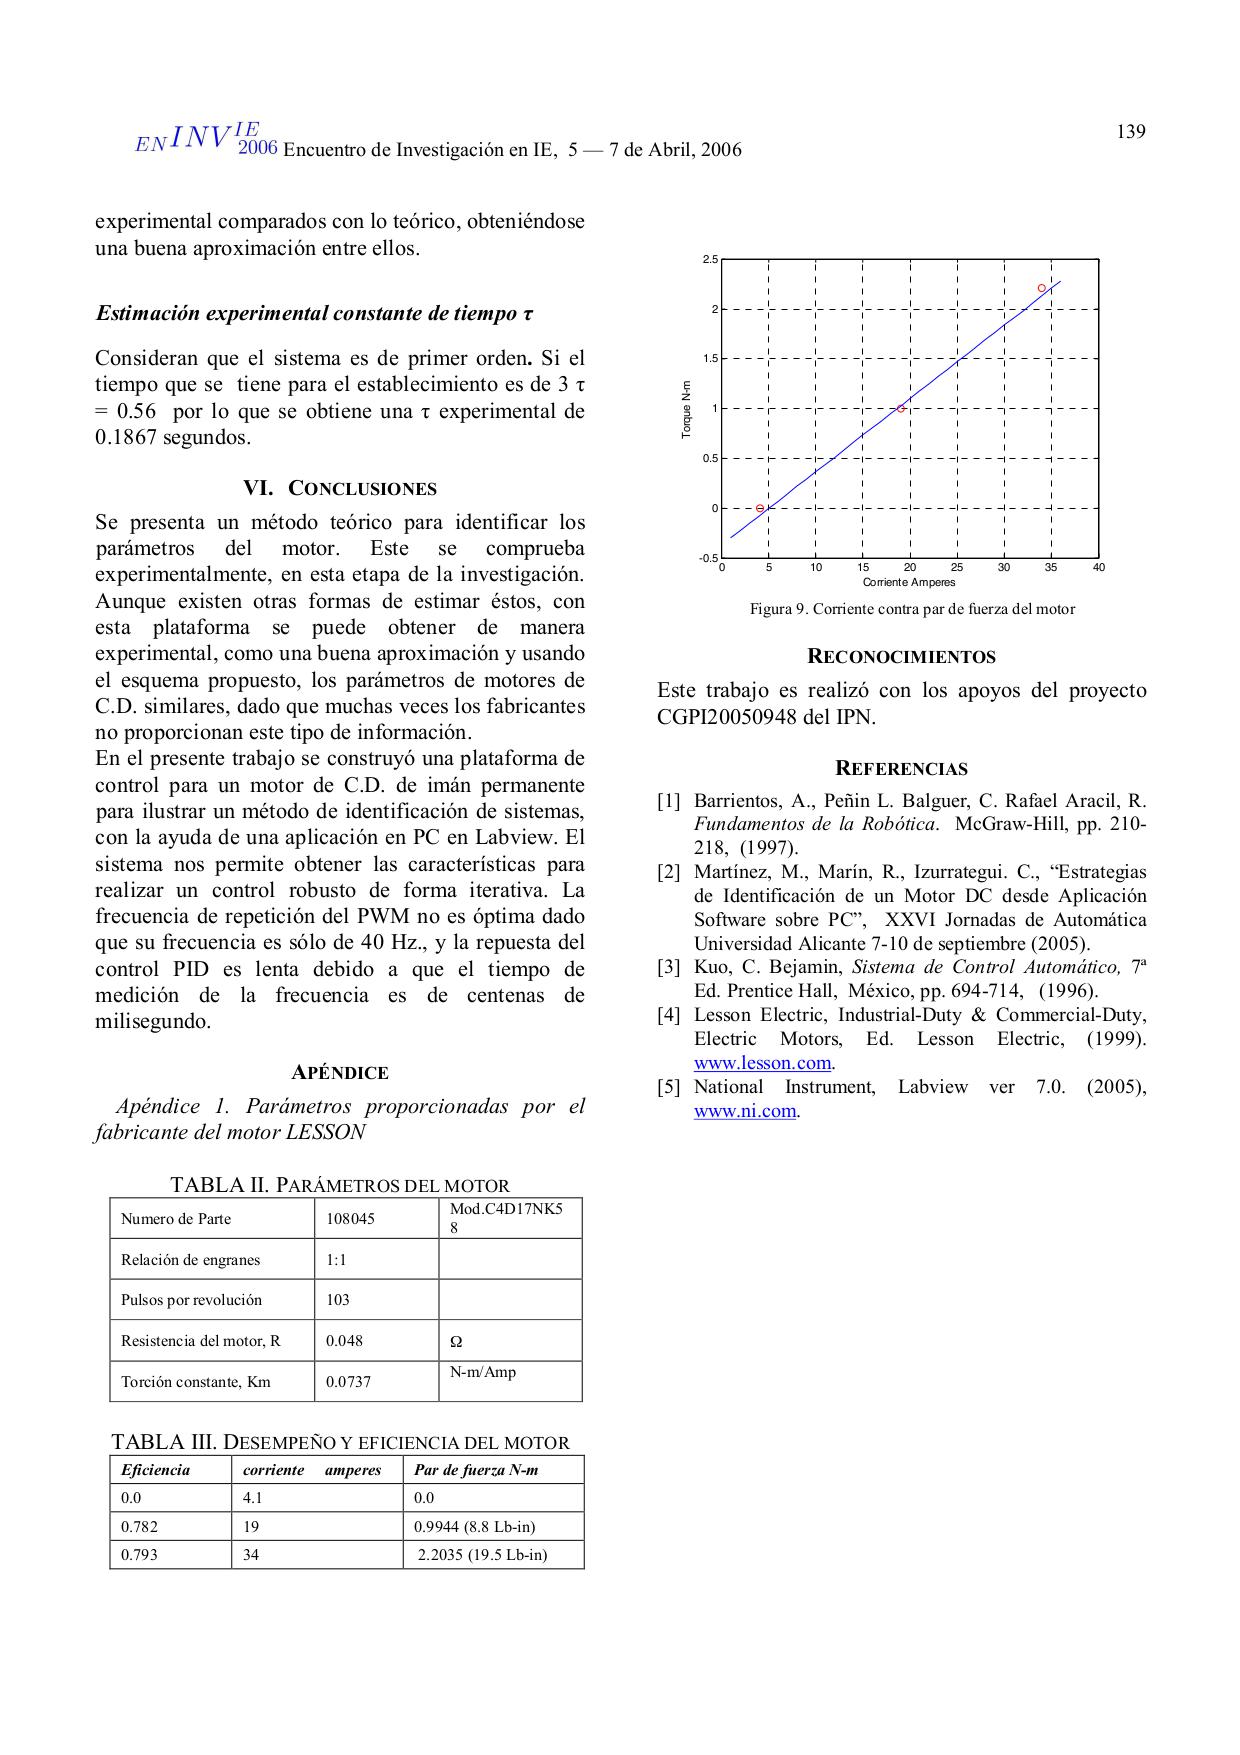 EN INV IE 2006 Encuentro de Investigación en IE, 5 — 7 de Abril, 2006
139
experimental comparados con lo teórico, obteniéndose
una buena aproximación entre ellos.
Estimación experimental constante de tiempo τ
Consideran que el sistema es de primer orden. Si el
tiempo que se tiene para el establecimiento es de 3 τ
= 0.56 por lo que se obtiene una τ experimental de
0.1867 segundos.
VI. CONCLUSIONES
Se presenta un método teórico para identificar los
parámetros del motor. Este se comprueba
experimentalmente, en esta etapa de la investigación.
Aunque existen otras formas de estimar éstos, con
esta plataforma se puede obtener de manera
experimental, como una buena aproximación y usando
el esquema propuesto, los parámetros de motores de
C.D. similares, dado que muchas veces los fabricantes
no proporcionan este tipo de información.
En el presente trabajo se construyó una plataforma de
control para un motor de C.D. de imán permanente
para ilustrar un método de identificación de sistemas,
con la ayuda de una aplicación en PC en Labview. El
sistema nos permite obtener las características para
realizar un control robusto de forma iterativa. La
frecuencia de repetición del PWM no es óptima dado
que su frecuencia es sólo de 40 Hz., y la repuesta del
control PID es lenta debido a que el tiempo de
medición de la frecuencia es de centenas de
milisegundo.
APÉNDICE
Apéndice 1. Parámetros proporcionadas por el
fabricante del motor LESSON
TABLA II. PARÁMETROS DEL MOTOR
Numero de Parte 108045 Mod.C4D17NK5
8
Relación de engranes 1:1
Pulsos por revolución 103
Resistencia del motor, R 0.048 Ω
Torción constante, Km 0.0737 N-m/Amp
TABLA III. DESEMPEÑO Y EFICIENCIA DEL MOTOR
Eficiencia corriente amperes Par de fuerza N-m
0.0 4.1 0.0
0.782 19 0.9944 (8.8 Lb-in)
0.793 34 2.2035 (19.5 Lb-in)
2.5
2
1.5
1
0.5
0
-0.5
Torque N-m
0 5 10 15 20 25 30 35 40
Corriente Amperes
Figura 9. Corriente contra par de fuerza del motor
RECONOCIMIENTOS
Este trabajo es realizó con los apoyos del proyecto
CGPI20050948 del IPN.
REFERENCIAS
[1] Barrientos, A., Peñin L. Balguer, C. Rafael Aracil, R.
Fundamentos de la Robótica. McGraw-Hill, pp. 210-
218, (1997).
[2] Martínez, M., Marín, R., Izurrategui. C., “Estrategias
de Identificación de un Motor DC desde Aplicación
Software sobre PC”, XXVI Jornadas de Automática
Universidad Alicante 7-10 de septiembre (2005).
[3] Kuo, C. Bejamin, Sistema de Control Automático, 7ª
Ed. Prentice Hall, México, pp. 694-714, (1996).
[4] Lesson Electric, Industrial-Duty & Commercial-Duty,
Electric Motors, Ed. Lesson Electric, (1999).
www.lesson.com.
[5] National Instrument, Labview ver 7.0. (2005),
www.ni.com.